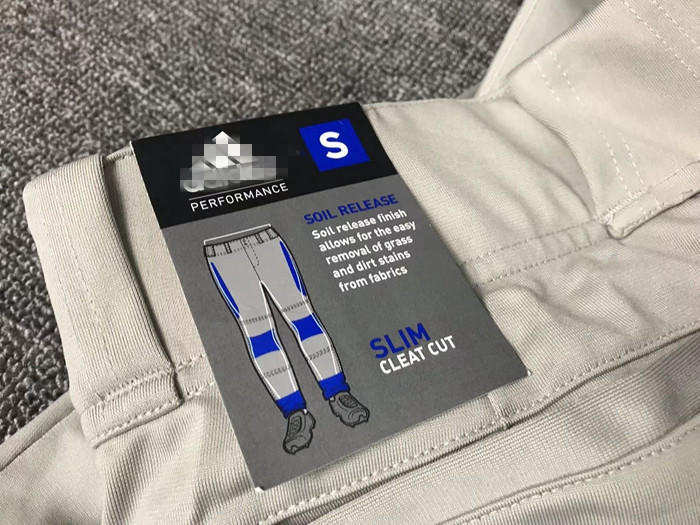 S
PERFORMANCE
SOIL RELEASE
Soil release finish
allows for the easy
removal of grass
and dirt stains
from fabrics
SLIM
CLEAT CUT